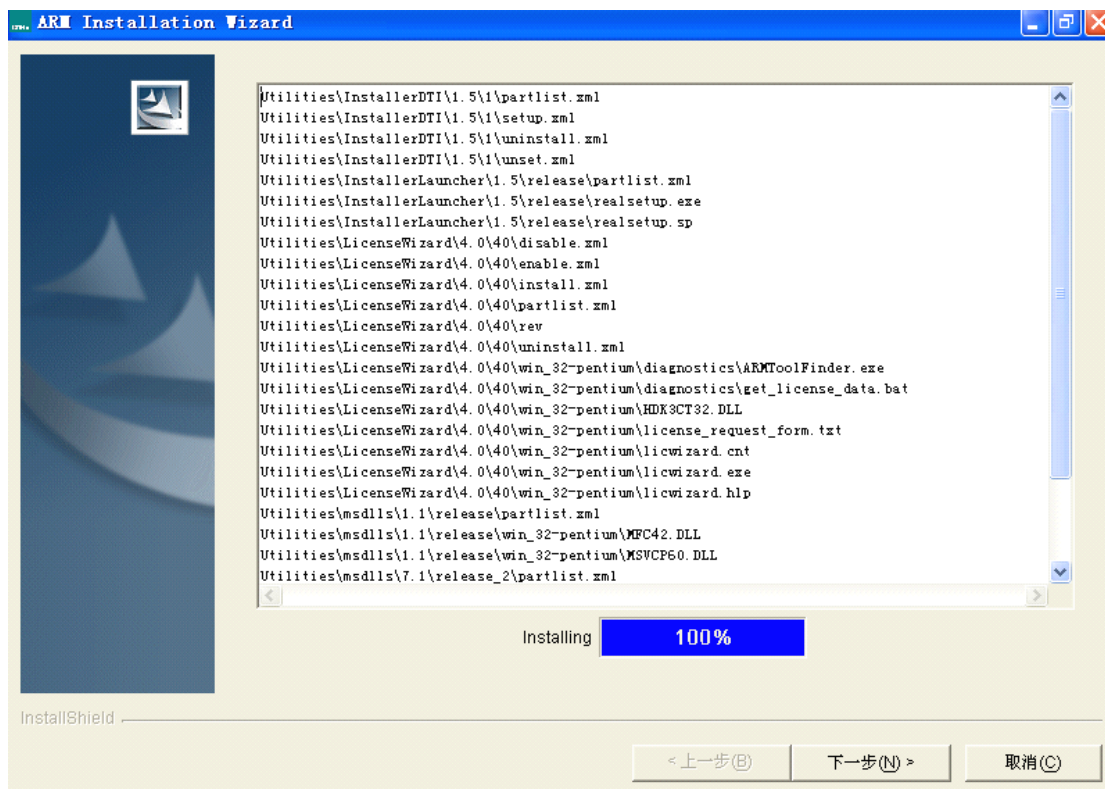 ARM Installation Wizard
Utilities\InstallerDTI\1.5\1\partlist.xml
Utilities\InstallerDTI\1.5\1\setup.xml
Utilities\InstallerDTI\1.5\1\uninstall.xml
Utilities\InstallerDTI\1.5\1\unset.xml
Utilities\InstallerLauncher\1.5\release\partlist.xml
Utilities\InstallerLauncher\1.5\release\realsetup.exe
Utilities\InstallerLauncher\1.5\release\realsetup.sp
Utilities\LicenseWizard\4.0\40\disable.xml
Utilities\LicenseWizard\4.0\40\enable.xml
Utilities\LicenseWizard\4.0\40\install.xml
Utilities\LicenseWizard\4.0\40\partlist.xml
Utilities\LicenseWizard\4.0\40\rev
Utilities\LicenseWizard\4.0\40\uninstall.xml
Utilities\LicenseWizard\4.0\40\win_32-pentium\diagnostics\ARMToolFinder.exe
Utilities\LicenseWizard\4.0\40\win_32-pentium\diagnostics\get_license_data.bat
Utilities\LicenseWizard\4.0\40\win_32-pentium\HDK3CT32.DLL
Utilities\LicenseWizard\4.0\40\win_32-pentium\license_request_form.txt
Utilities\LicenseWizard\4.0\40\win_32-pentium\licwizard.cnt
Utilities\LicenseWizard\4.0\40\win_32-pentium\licwizard.exe
Utilities\LicenseWizard\4.0\40\win_32-pentium\licwizard.hlp
Utilities\msdlls\1.1\release\partlist.xml
Utilities\msdlls\1.1\release\win_32-pentium\MFC42.DLL
Utilities\msdlls\1.1\release\win_32-pentium\MSVCP60.DLL
Utilities\msdlls\7.1\release_2\partlist.xml
Installing 100%
InstallShield
<上一步(B) 下一步(N) > 取消(C)